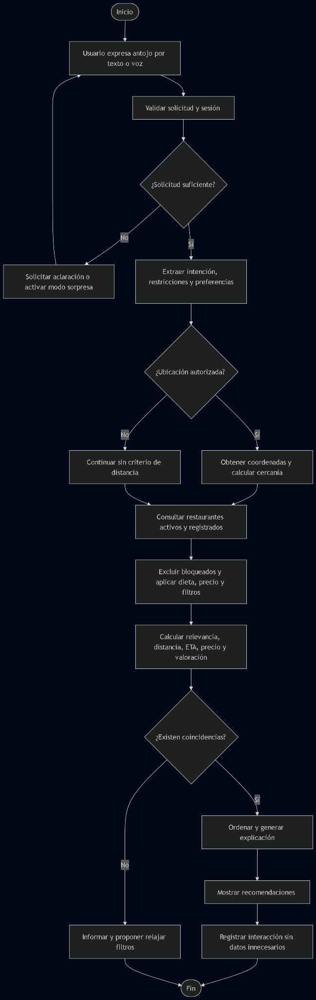 Inicio
Usuario expresa antojo por
texto o voz
Validar solicitud y sesión
¿Solicitud suficiente?
No
Sí
Solicitar aclaración o
activar modo sorpresa
Extraer intención,
restricciones y preferencias
¿Ubicación autorizada?
No
Sí
Continuar sin criterio de
distancia
Obtener coordenadas y
calcular cercanía
Consultar restaurantes
activos y registrados
Excluir bloqueados y
aplicar dieta, precio y
filtros
Calcular relevancia,
distancia, ETA, precio y
valoración
¿Existen coincidencias?
Sí
Ordenar y generar
explicación
No
Mostrar recomendaciones
Informar y proponer relajar
filtros
Registrar interacción sin
datos innecesarios
Fin